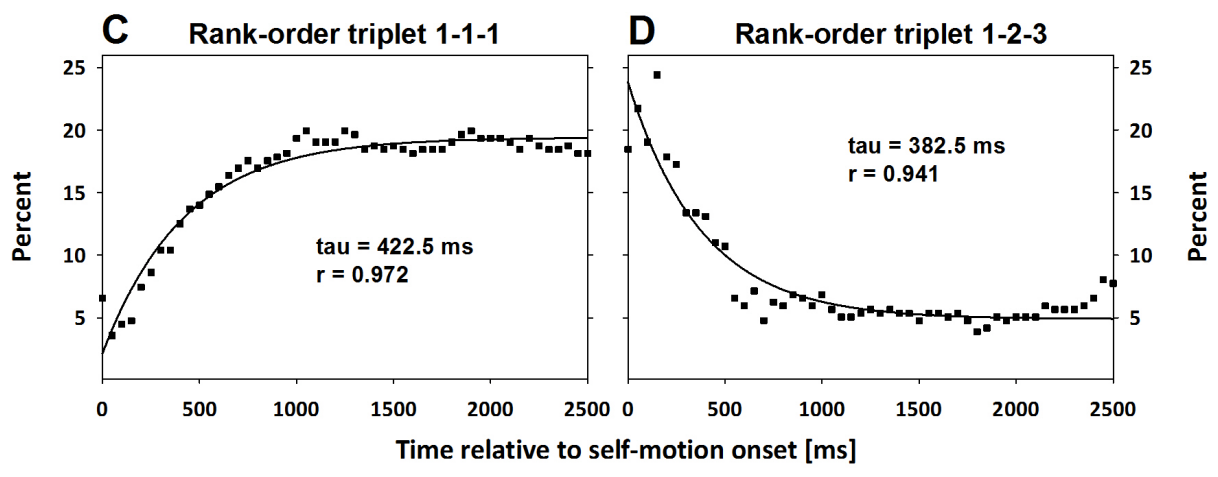 C Rank-order triplet 1-1-1
D Rank-order triplet 1-2-3
25
20
15
10
5
Percent
tau = 422.5 ms
r = 0.972
0 500 1000 1500 2000 2500
tau = 382.5 ms
r = 0.941
25
20
15
10
5
Percent
0 500 1000 1500 2000 2500
Time relative to self-motion onset [ms]